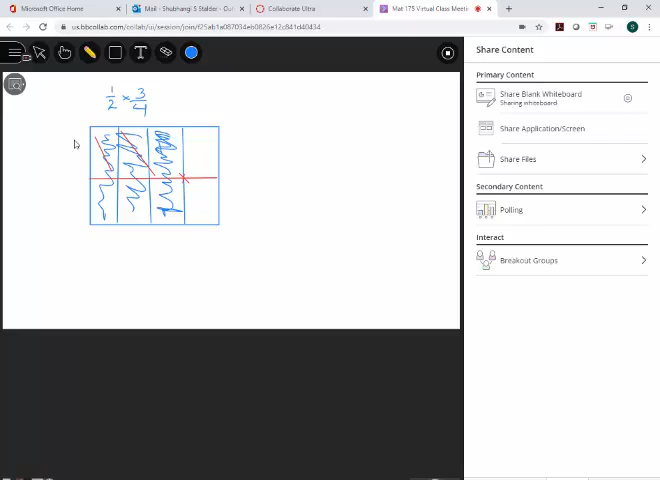 Microsoft Office Home
Mail - Shubhangi S Stalder - Out
Collaborate Ultra
Mat 175 Virtual Class Meeti
us.bbcollab.com/collab/ui/session/join/f25ab1a087034eb0826e12c841d40434
S
Share Content
Primary Content
Share Blank Whiteboard
Sharing whiteboard
Share Application/Screen
Share Files
Secondary Content
Polling
Interact
Breakout Groups
T
1/2 × 3/4